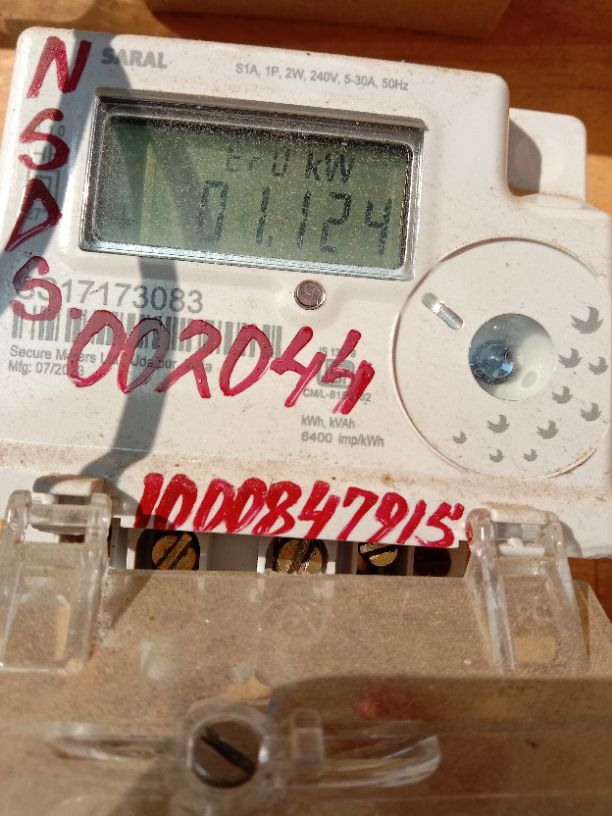 SARAL
S1A, 1P, 2W, 240V, 5-30A, 50Hz
NSDS.002044
kW
01.124
17173083
Secure Meters
Mfg: 07/20
kWh, kVAh
6400 imp/kWh
1000847915